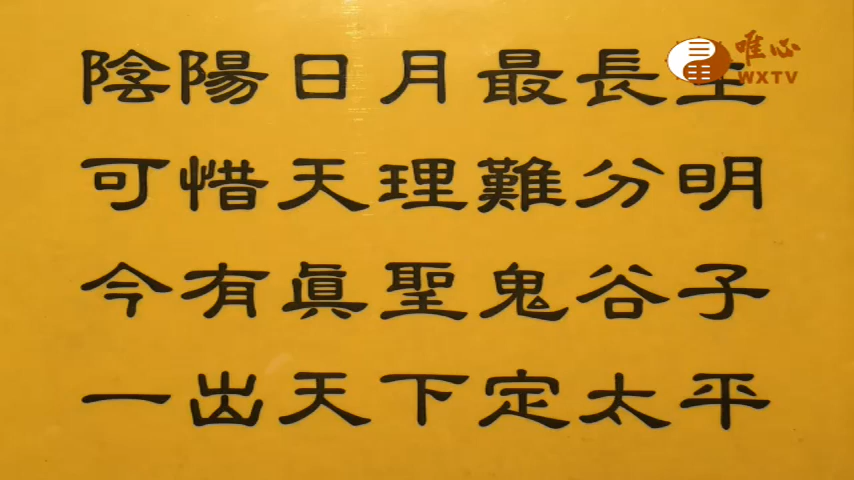 陰陽日月最長生
可惜天理難分明
今有眞聖鬼谷子
一出天下定太平
唯心
WXTV